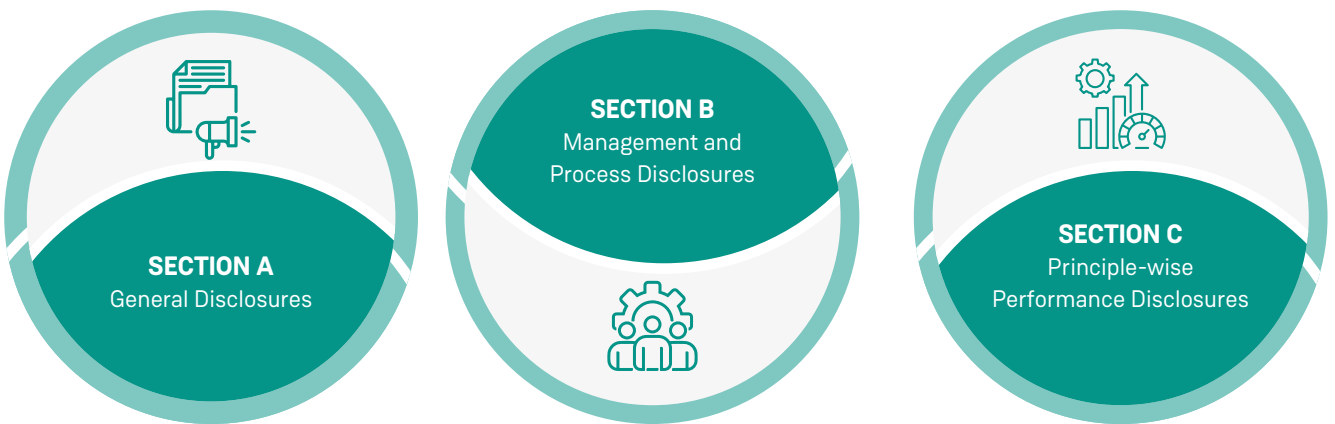 SECTION A
General Disclosures
SECTION B
Management and
Process Disclosures
SECTION C
Principle-wise
Performance Disclosures